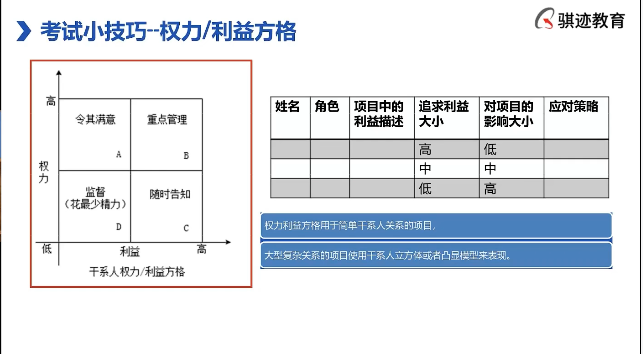 考试小技巧--权力/利益方格
骐迹教育
高
令其满意
重点管理
A
B
权力
监督
(花最少精力)
随时告知
D
C
低
利益
高
干系人权力/利益方格
姓名 角色 项目中的利益描述 追求利益大小 对项目的影响大小 应对策略
高 低
中 中
低 高
权力利益方格用于简单干系人关系的项目,
大型复杂关系的项目使用干系人立方体或者凸显模型来表现。